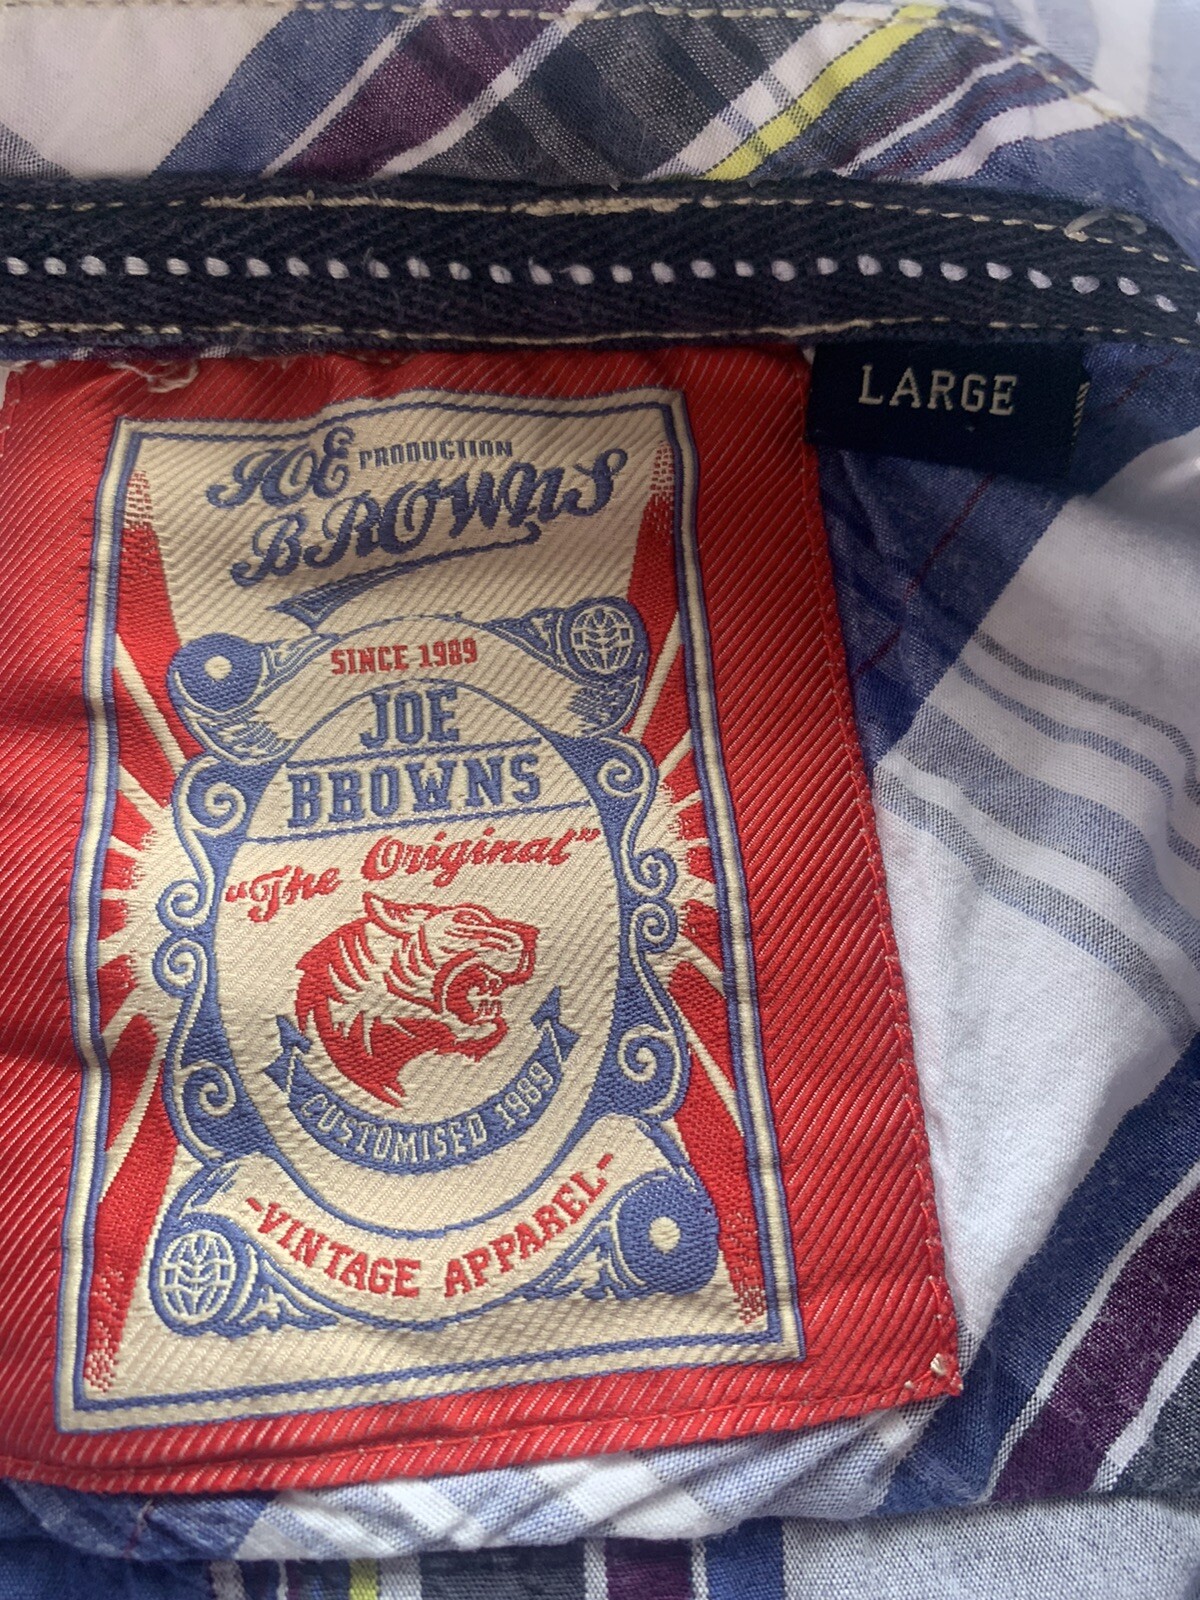 LARGE
JOE PRODUCTION
BROWNS
SINCE 1989
JOE
BROWNS
"The Original"
CUSTOMISED 1989
-VINTAGE APPAREL-